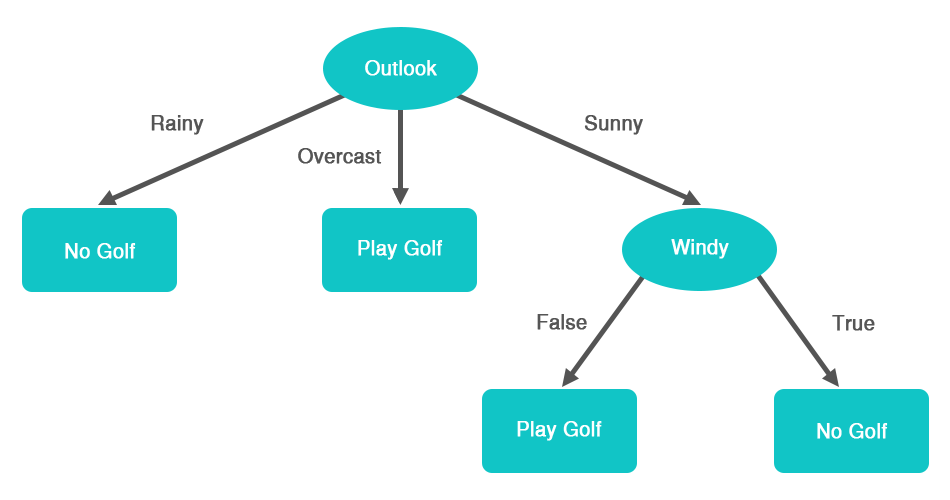 Outlook
Rainy
Overcast
Sunny
No Golf
Play Golf
Windy
False
True
Play Golf
No Golf